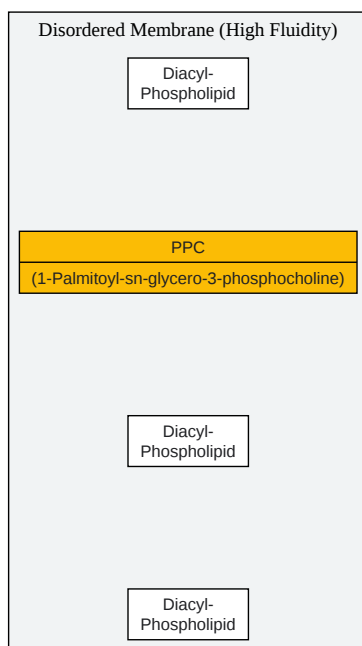 Disordered Membrane (High Fluidity)
Diacyl-
Phospholipid
PPC
(1-Palmitoyl-sn-glycero-3-phosphocholine)
Diacyl-
Phospholipid
Diacyl-
Phospholipid